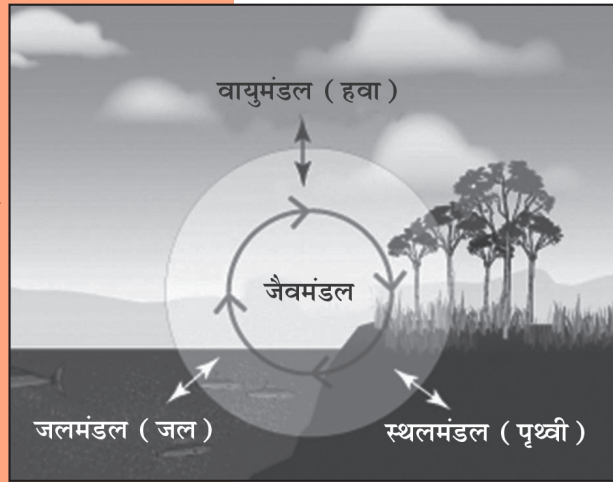 वायुमंडल ( हवा )
जैवमंडल
जलमंडल ( जल )
स्थलमंडल ( पृथ्वी )